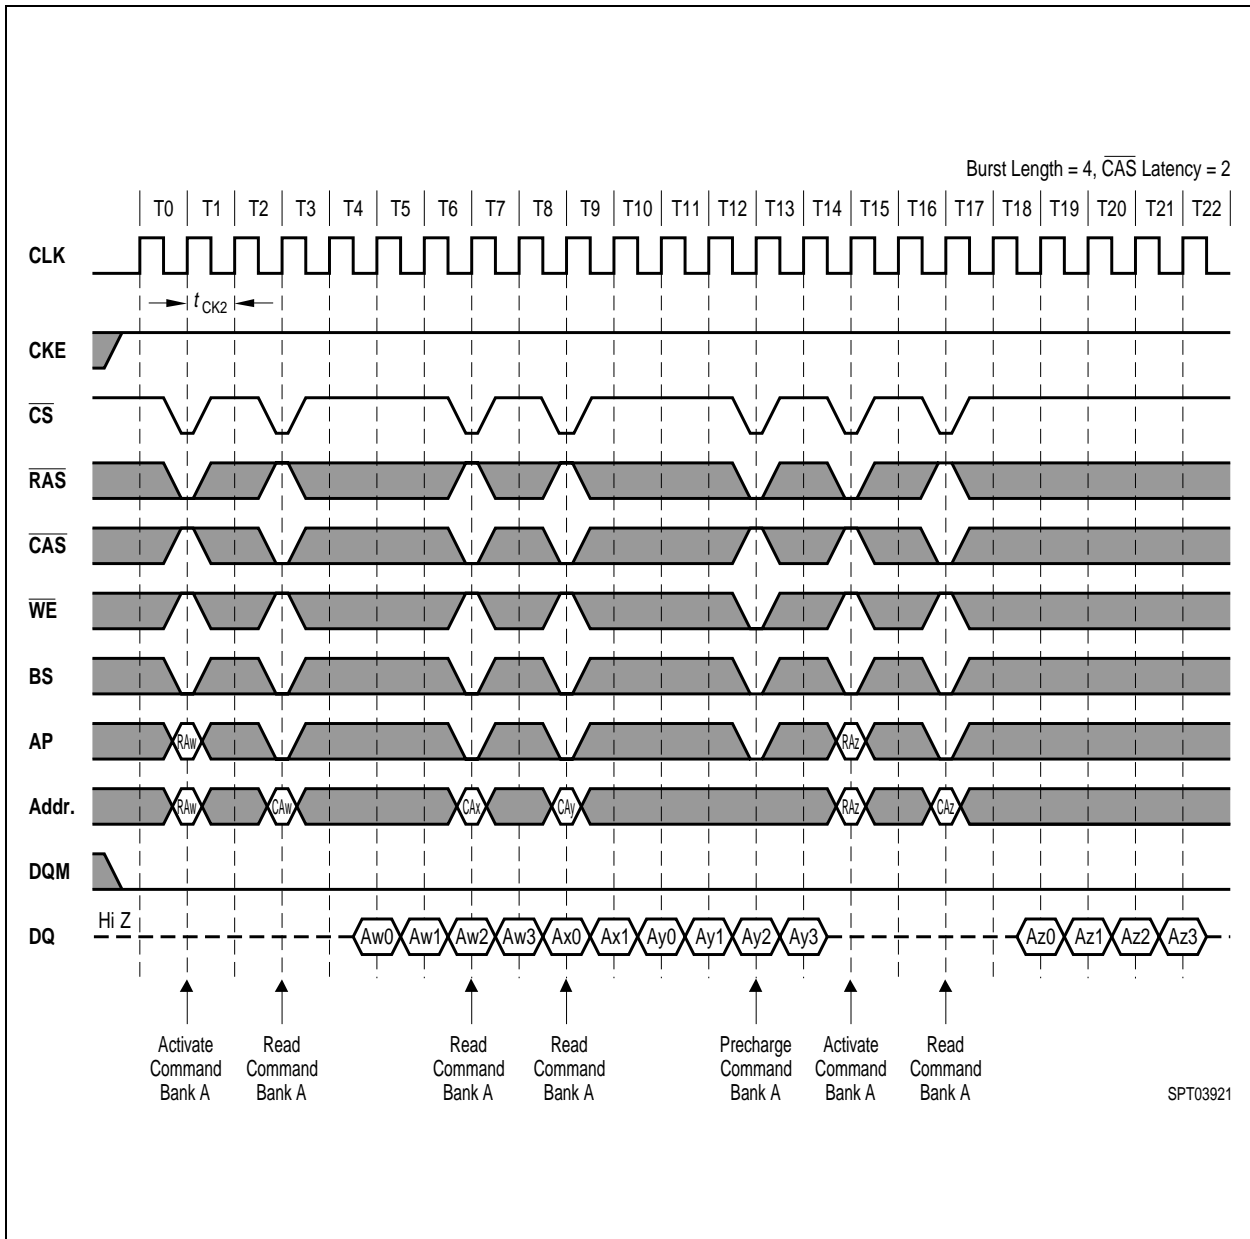 Burst Length = 4, CAS Latency = 2
T0 T1 T2 T3 T4 T5 T6 T7 T8 T9 T10 T11 T12 T13 T14 T15 T16 T17 T18 T19 T20 T21 T22
CLK
t CK2
CKE
CS
RAS
CAS
WE
BS
AP RAw RAz
Addr. RAw CAw CAx CAy RAz CAz
DQM
Hi Z
DQ Aw0 Aw1 Aw2 Aw3 Ax0 Ax1 Ay0 Ay1 Ay2 Ay3 Az0 Az1 Az2 Az3
Activate Read Read Read Precharge Activate Read
Command Command Command Command Command Command Command
Bank A Bank A Bank A Bank A Bank A Bank A Bank A
SPT03921